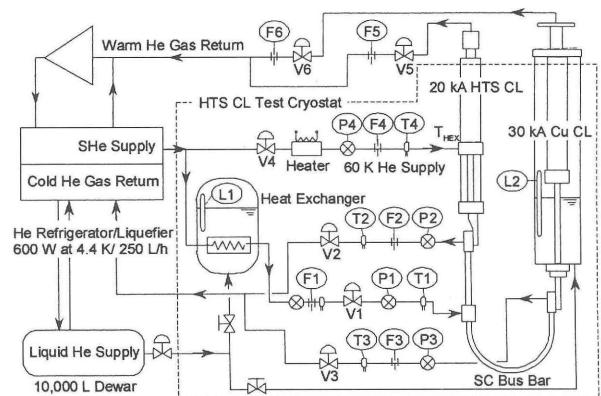 F6
F5
Warm He Gas Return
V6
V5
HTS CL Test Cryostat
20 kA HTS CL
P4
F4
T4
THEX
30 kA Cu CL
SHe Supply
V4
Heater
60 K He Supply
Cold He Gas Return
L1
Heat Exchanger
L2
He Refrigerator/Liquefier
600 W at 4.4 K/ 250 L/h
T2
F2
P2
V2
F1
P1
T1
V1
Liquid He Supply
T3
F3
P3
V3
10,000 L Dewar
SC Bus Bar